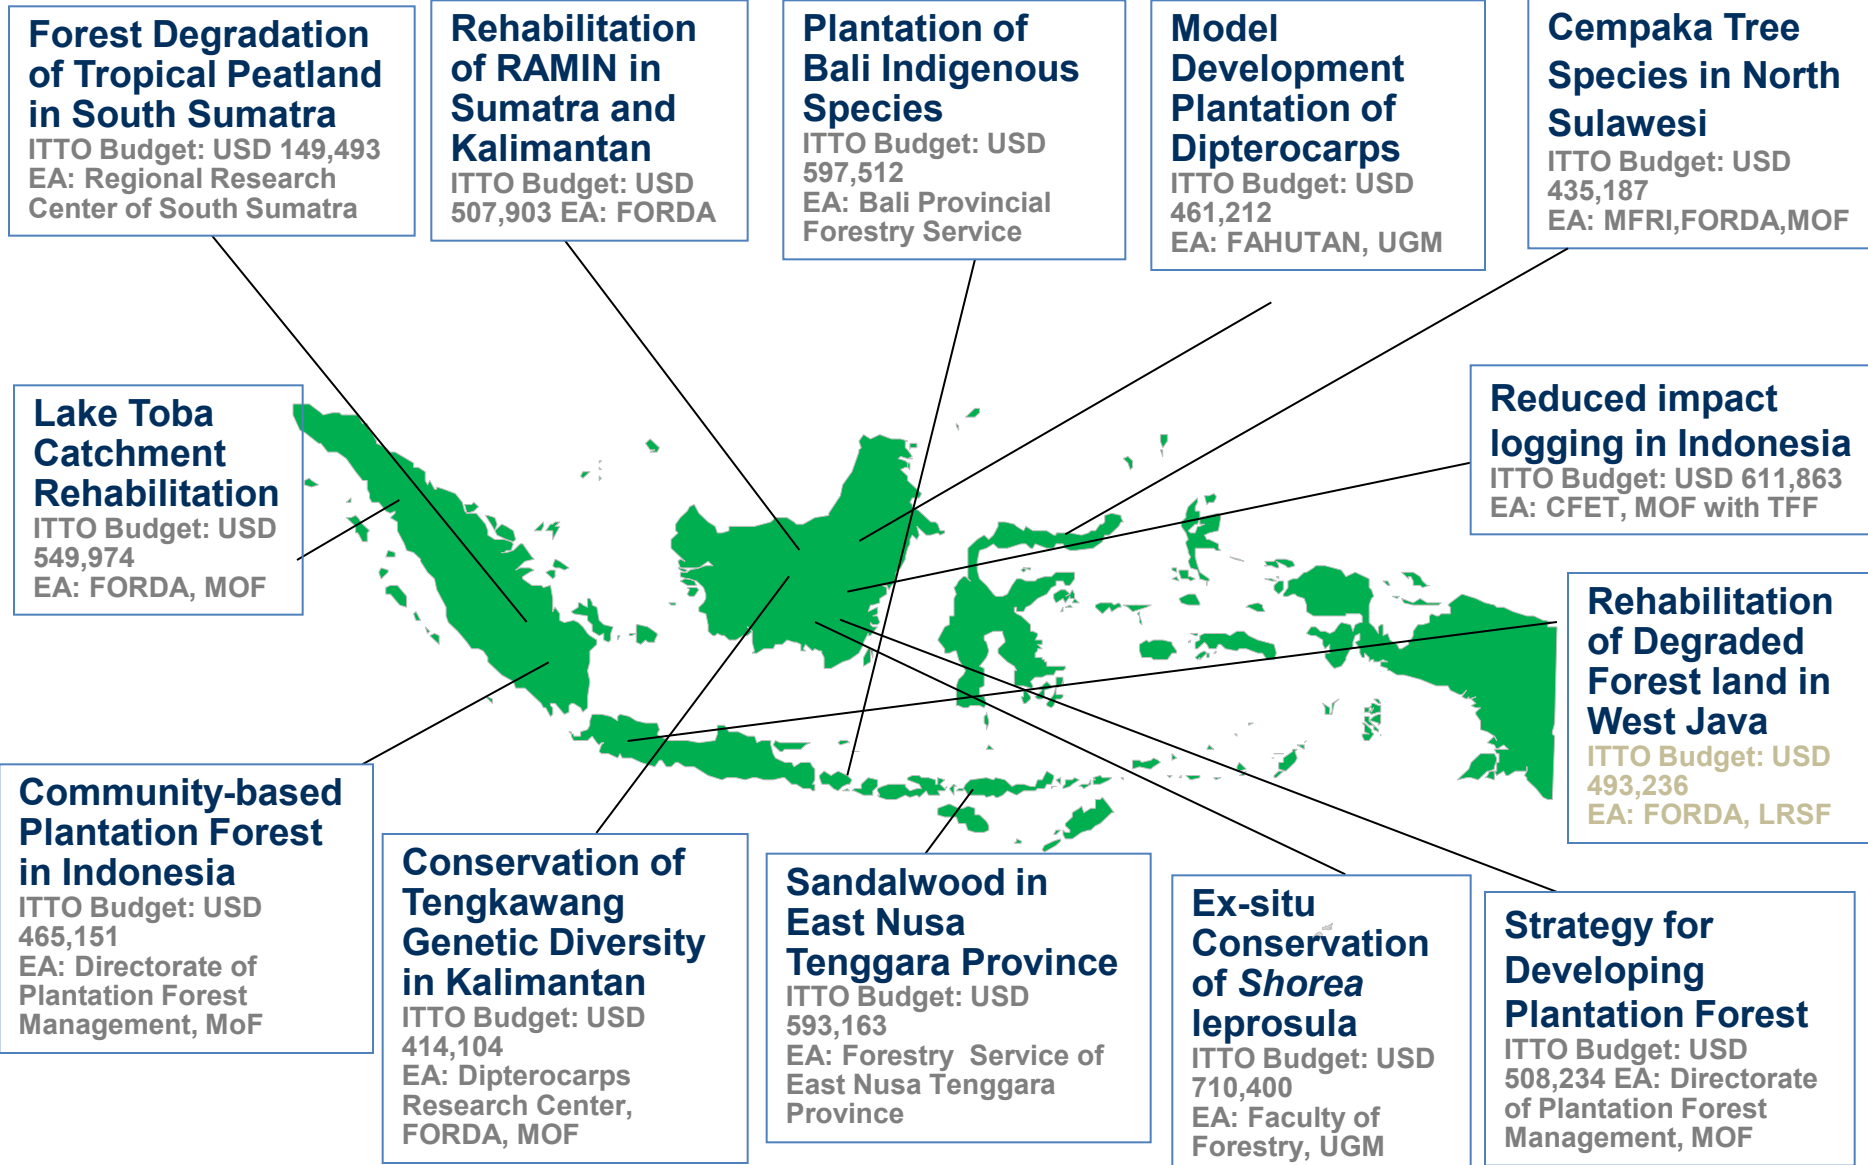 Forest Degradation
of Tropical Peatland
in South Sumatra
ITTO Budget: USD 149,493
EA: Regional Research
Center of South Sumatra
Rehabilitation
of RAMIN in
Sumatra and
Kalimantan
ITTO Budget: USD
507,903 EA: FORDA
Plantation of
Bali Indigenous
Species
ITTO Budget: USD
597,512
EA: Bali Provincial
Forestry Service
Model
Development
Plantation of
Dipterocarps
ITTO Budget: USD
461,212
EA: FAHUTAN, UGM
Cempaka Tree
Species in North
Sulawesi
ITTO Budget: USD
435,187
EA: MFRI,FORDA,MOF
Lake Toba
Catchment
Rehabilitation
ITTO Budget: USD
549,974
EA: FORDA, MOF
Reduced impact
logging in Indonesia
ITTO Budget: USD 611,863
EA: CFET, MOF with TFF
Rehabilitation
of Degraded
Forest land in
West Java
ITTO Budget: USD
493,236
EA: FORDA, LRSF
Community-based
Plantation Forest
in Indonesia
ITTO Budget: USD
465,151
EA: Directorate of
Plantation Forest
Management, MoF
Conservation of
Tengkawang
Genetic Diversity
in Kalimantan
ITTO Budget: USD
414,104
EA: Dipterocarps
Research Center,
FORDA, MOF
Sandalwood in
East Nusa
Tenggara Province
ITTO Budget: USD
593,163
EA: Forestry Service of
East Nusa Tenggara
Province
Ex-situ
Conservation
of Shorea
leprosula
ITTO Budget: USD
710,400
EA: Faculty of
Forestry, UGM
Strategy for
Developing
Plantation Forest
ITTO Budget: USD
508,234 EA: Directorate
of Plantation Forest
Management, MOF